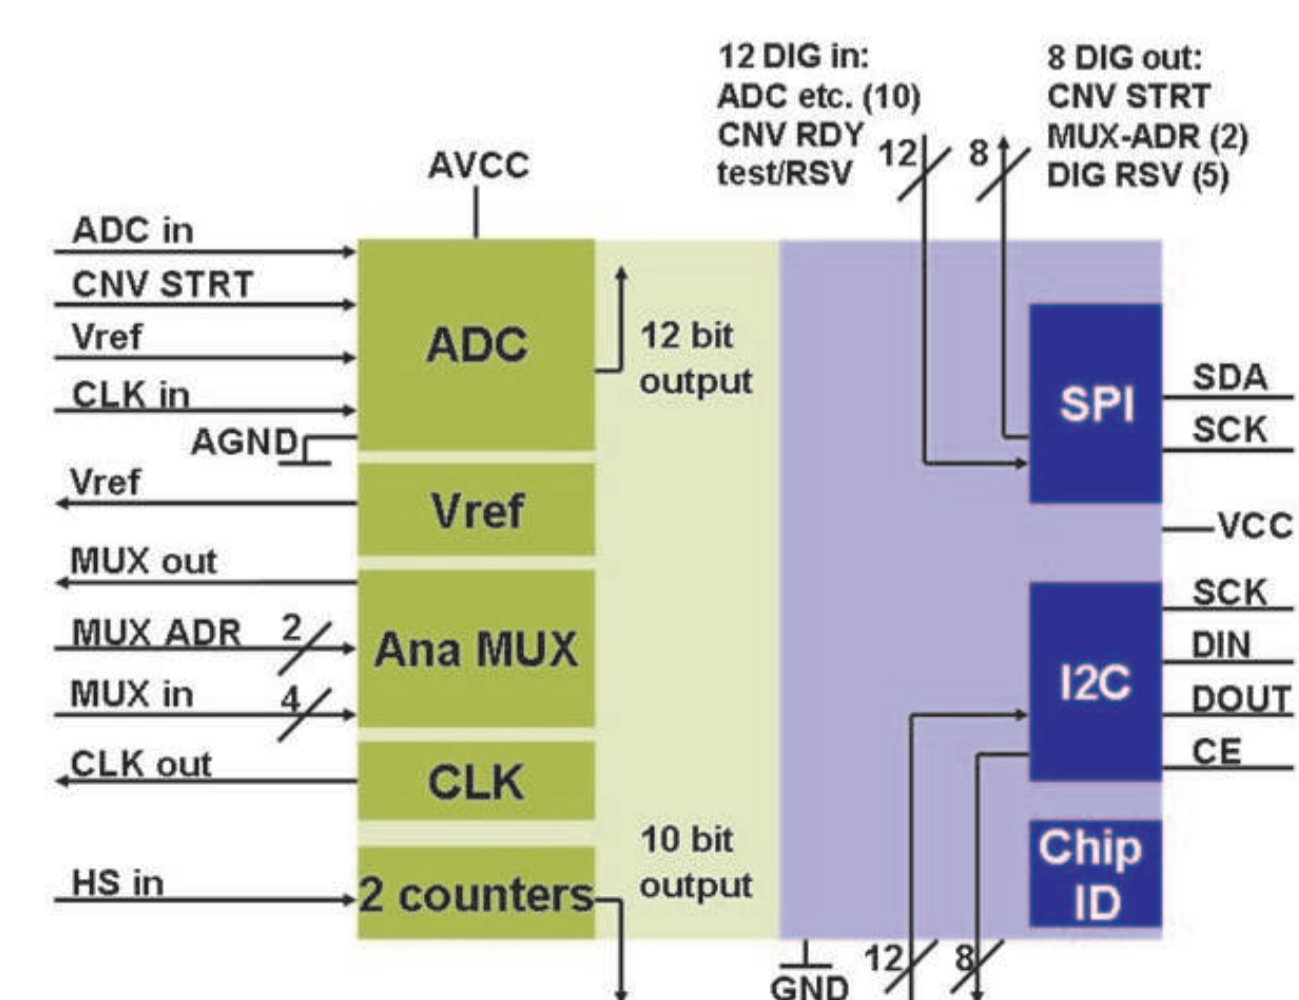 12 DIG in:
ADC etc. (10)
CNV RDY
test/RSV
12
8
8 DIG out:
CNV STRT
MUX-ADR (2)
DIG RSV (5)
AVCC
ADC in
CNV STRT
Vref
CLK in
AGND
Vref
MUX out
MUX ADR
2
MUX in
4
CLK out
HS in
ADC
Vref
Ana MUX
CLK
2 counters
12 bit
output
10 bit
output
SPI
SDA
SCK
VCC
I2C
SCK
DIN
DOUT
CE
Chip
ID
GND
12
8